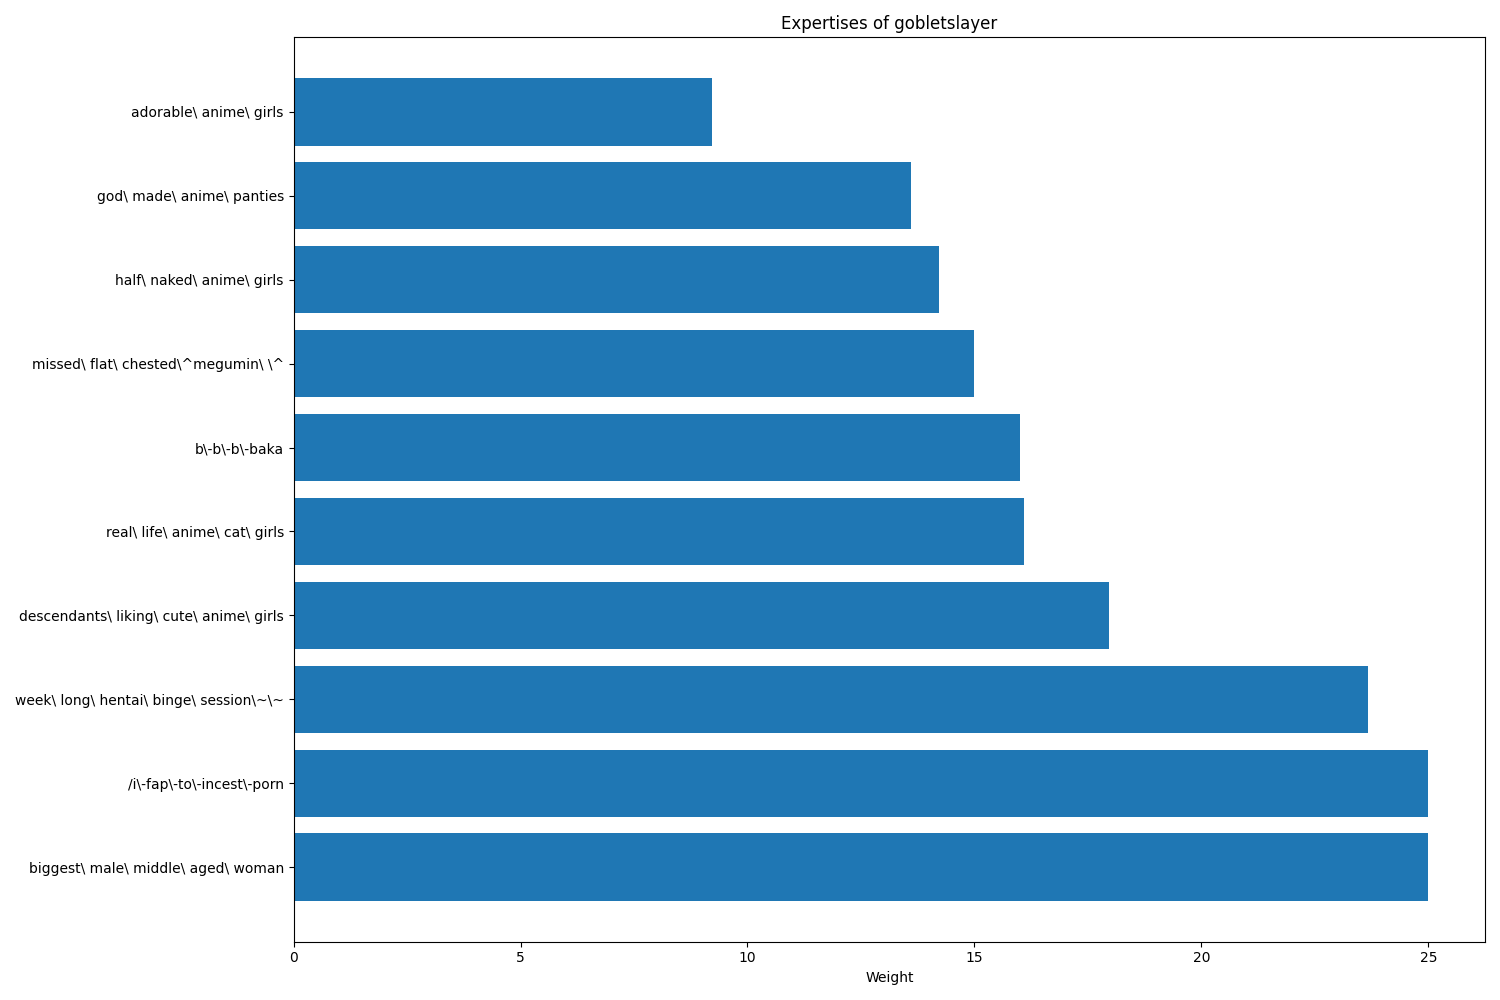 Expertises of gobletslayer
adorable\ anime\ girls
god\ made\ anime\ panties
half\ naked\ anime\ girls
missed\ flat\ chested\^megumin\ \^
b\-b\-b\-baka
real\ life\ anime\ cat\ girls
descendants\ liking\ cute\ anime\ girls
week\ long\ hentai\ binge\ session\~\~
/i\-fap\-to\-incest\-porn
biggest\ male\ middle\ aged\ woman
0 5 10 15 20 25
Weight